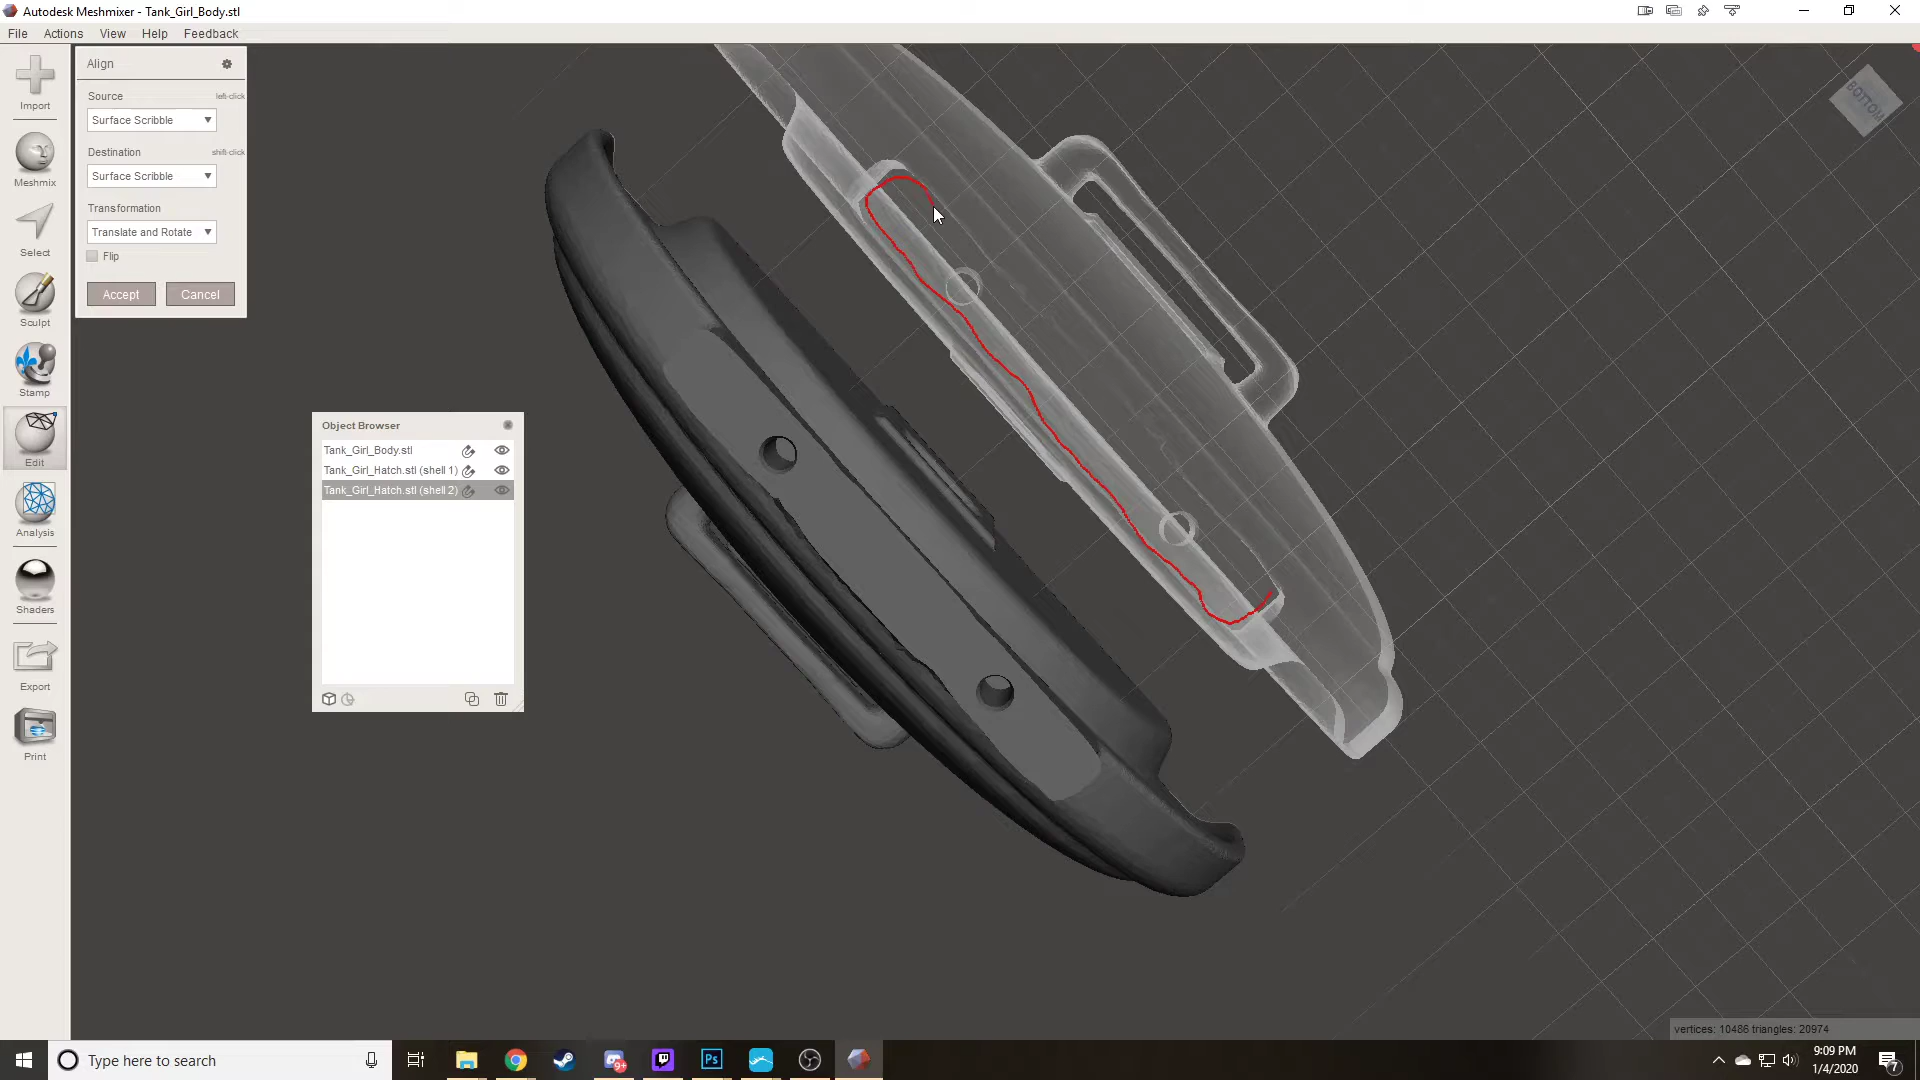 Autodesk Meshmixer - Tank_Girl_Body.stl
File Actions View Help Feedback
Import
Meshmix
Select
Sculpt
Stamp
Edit
Analysis
Shaders
Export
Print
Align
Source left-click
Surface Scribble
Destination shift-click
Surface Scribble
Transformation
Translate and Rotate
Flip
Accept Cancel
Object Browser
Tank_Girl_Body.stl
Tank_Girl_Hatch.stl (shell 1)
Tank_Girl_Hatch.stl (shell 2)
BOTTOM
vertices: 10486 triangles: 20974
Type here to search
9+
Ps
9:09 PM
1/4/2020
7